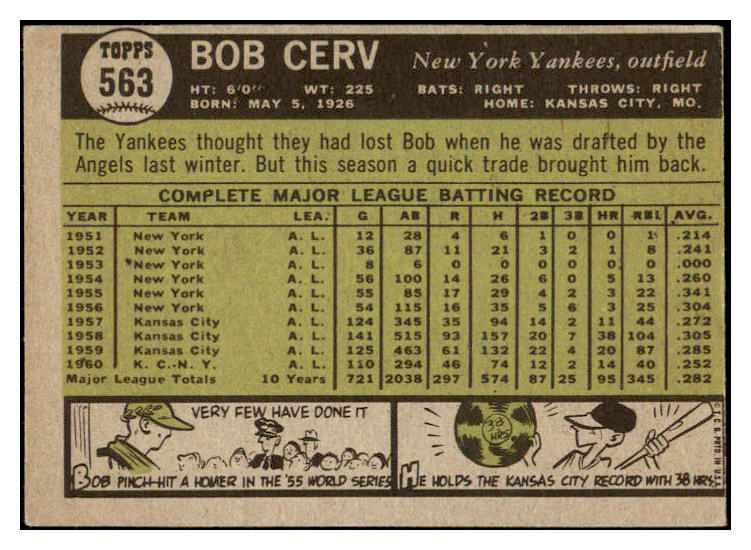 TOPPS
563
BOB CERV
New York Yankees, outfield
HT: 6'0" WT: 225 BATS: RIGHT THROWS: RIGHT
BORN: MAY 5, 1926 HOME: KANSAS CITY, MO.
The Yankees thought they had lost Bob when he was drafted by the
Angels last winter. But this season a quick trade brought him back.
COMPLETE MAJOR LEAGUE BATTING RECORD
YEAR TEAM LEA. G AB R H 2B 3B HR RBI AVG.
1951 New York A. L. 12 28 4 6 1 0 0 1 .214
1952 New York A. L. 36 87 11 21 3 2 1 8 .241
1953 New York A. L. 8 6 0 0 0 0 0 0 .000
1954 New York A. L. 56 100 14 26 6 0 5 13 .260
1955 New York A. L. 55 85 17 29 4 2 3 22 .341
1956 New York A. L. 54 115 16 35 5 6 3 25 .304
1957 Kansas City A. L. 124 345 35 94 14 2 11 44 .272
1958 Kansas City A. L. 141 515 93 157 20 7 38 104 .305
1959 Kansas City A. L. 125 463 61 132 22 4 20 87 .285
1960 K. C.-N. Y. A. L. 110 294 46 74 12 2 14 40 .252
Major League Totals 10 Years 721 2038 297 574 87 25 95 345 .282
VERY FEW HAVE DONE IT
BOB PINCH-HIT A HOMER IN THE '55 WORLD SERIES
38 HRS
HE HOLDS THE KANSAS CITY RECORD WITH 38 HRS.
© T.C.G. PRTD. IN U.S.A.